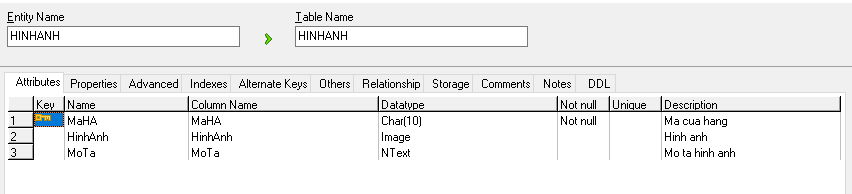 Entity Name Table Name
HINHANH HINHANH
Attributes Properties Advanced Indexes Alternate Keys Others Relationship Storage Comments Notes DDL
Key Name Column Name Datatype Not null Unique Description
1 MaHA MaHA Char(10) Not null Ma cua hang
2 HinhAnh HinhAnh Image Hinh anh
3 MoTa MoTa NText Mo ta hinh anh